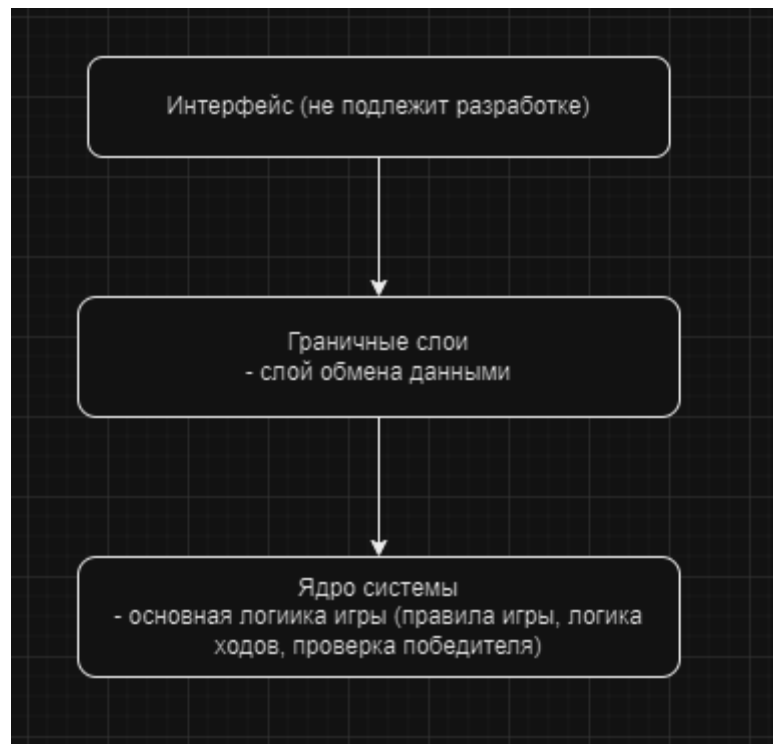 Интерфейс (не подлежит разработке)
Граничные слои
- слой обмена данными
Ядро системы
- основная логиика игры (правила игры, логика
ходов, проверка победителя)